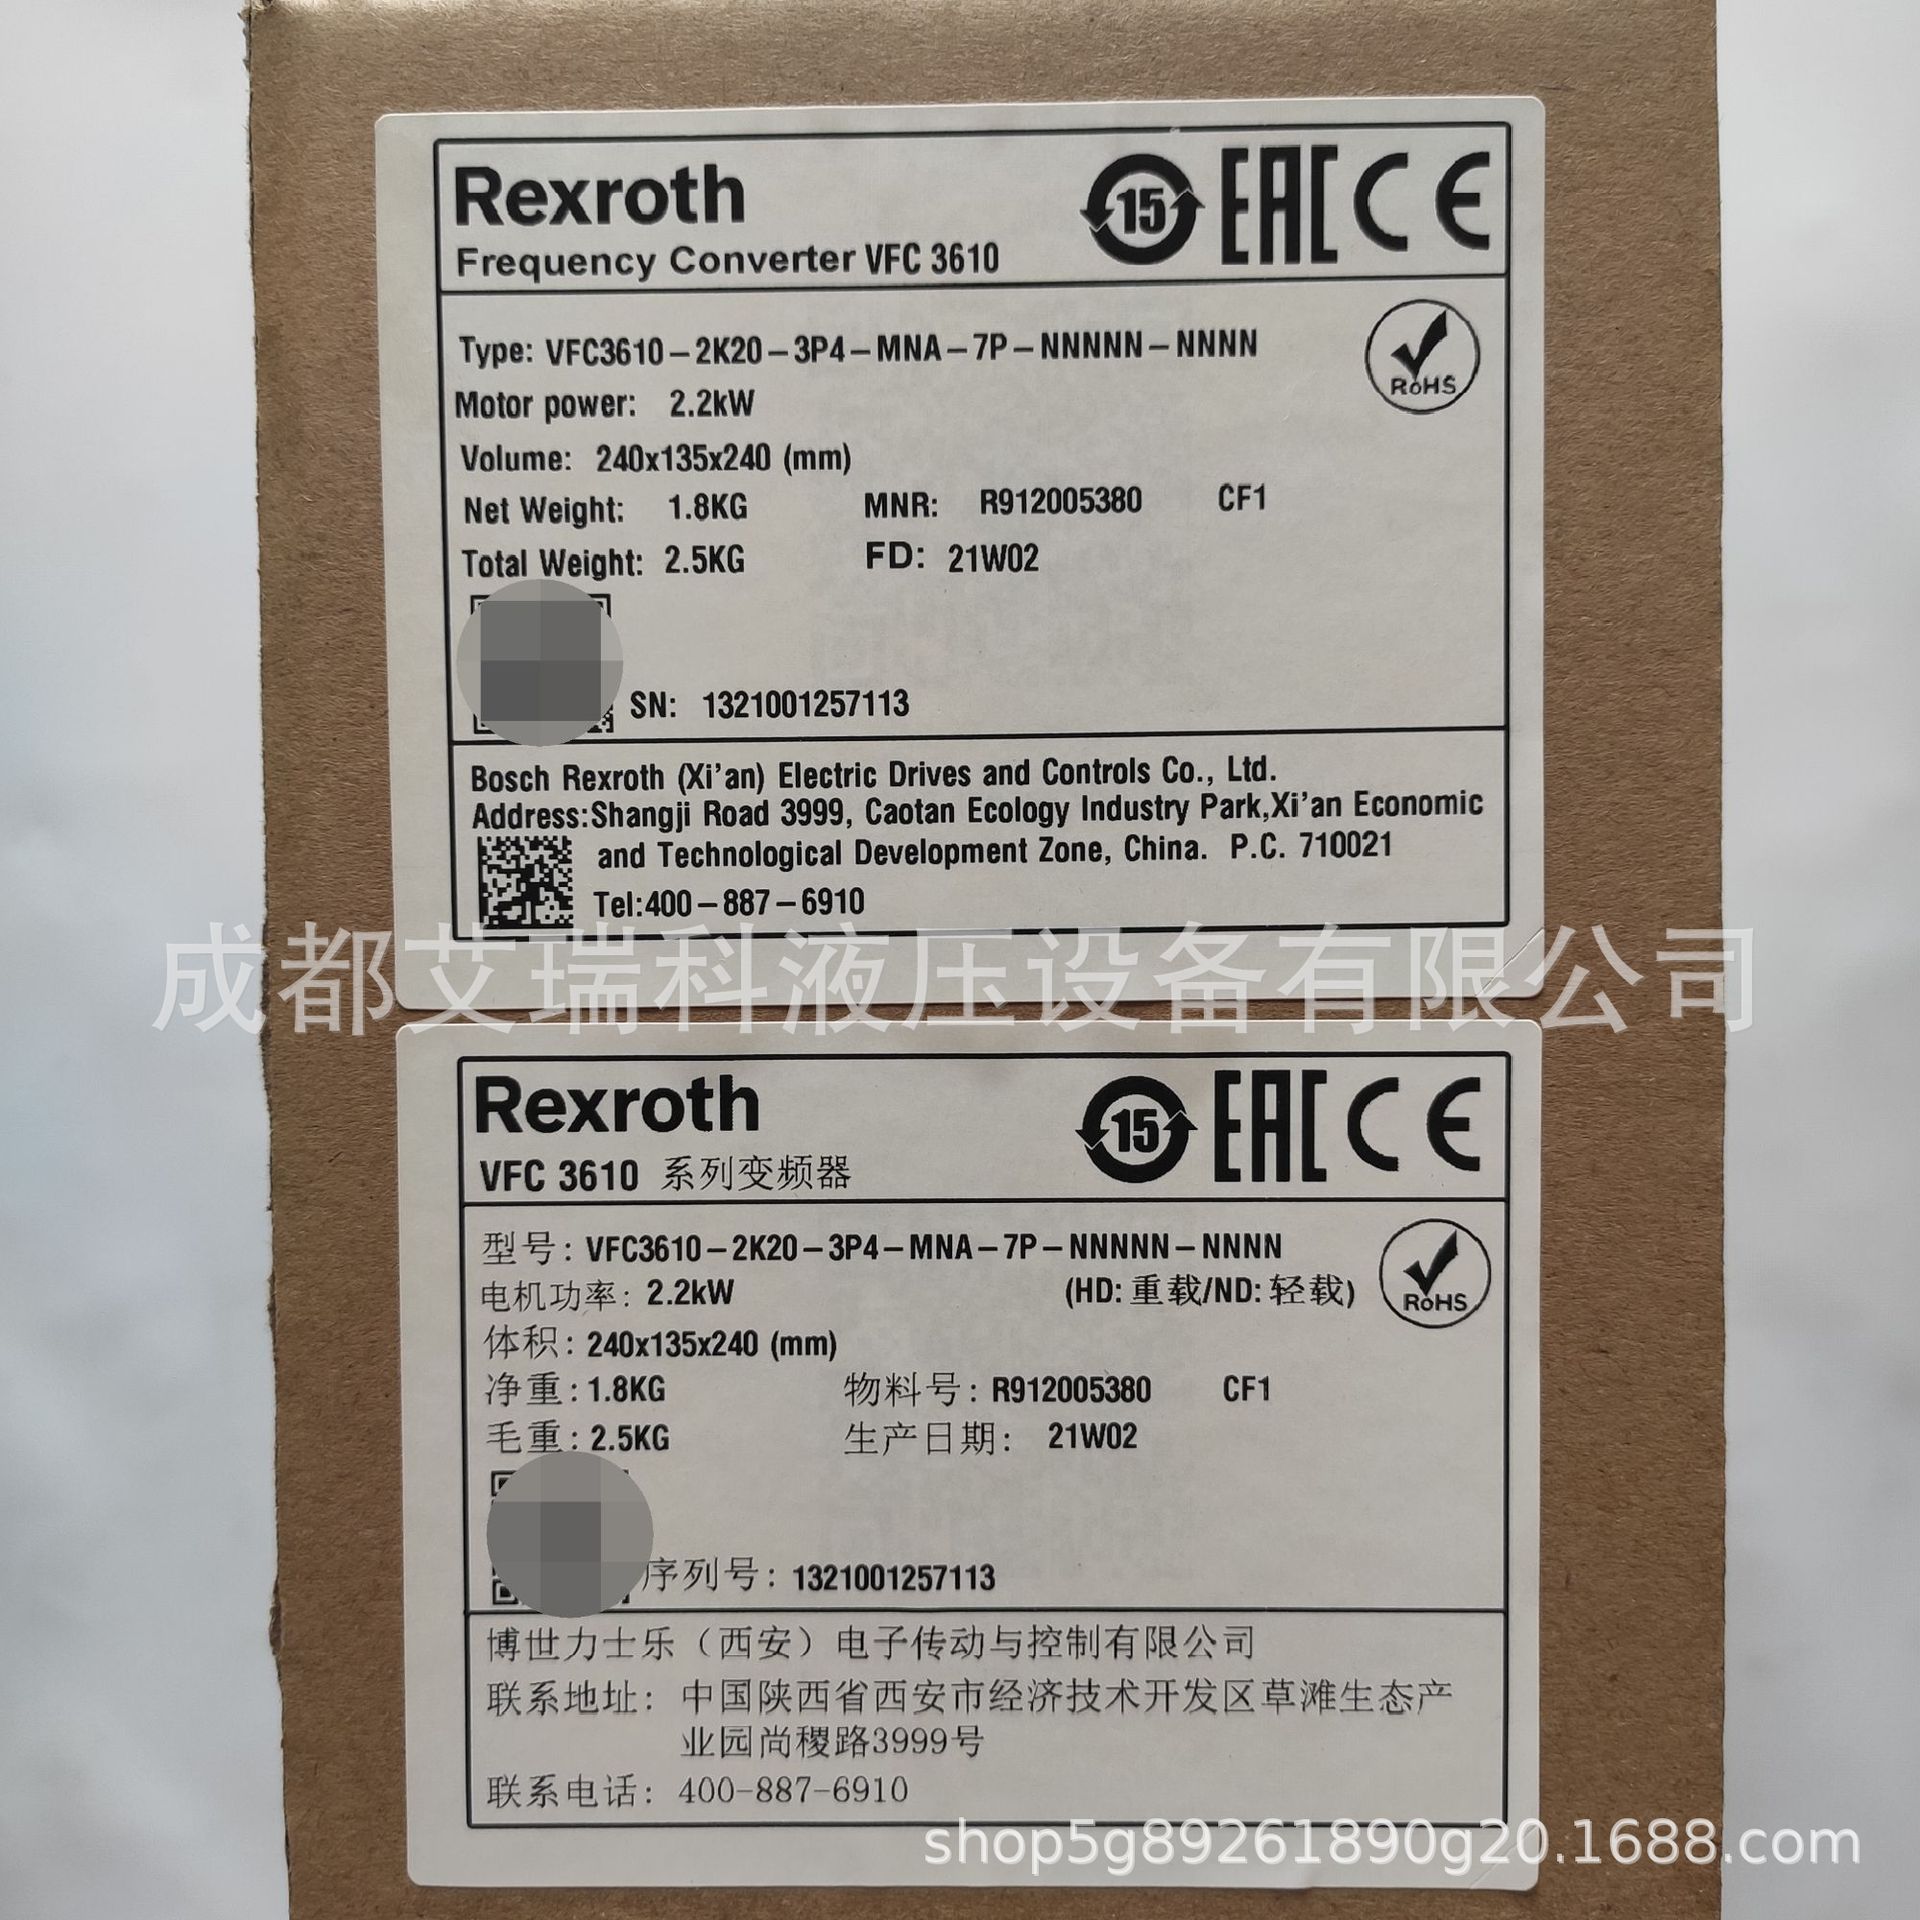 Rexroth
Frequency Converter VFC 3610
15 EAC CE
Type: VFC3610-2K20-3P4-MNA-7P-NNNNN-NNNN
RoHS
Motor power: 2.2kW
Volume: 240x135x240 (mm)
Net Weight: 1.8KG MNR: R912005380 CF1
Total Weight: 2.5KG FD: 21W02
SN: 1321001257113
Bosch Rexroth (Xi'an) Electric Drives and Controls Co., Ltd.
Address:Shangji Road 3999, Caotan Ecology Industry Park,Xi'an Economic
and Technological Development Zone, China. P.C. 710021
Tel:400-887-6910
成都艾瑞科液压设备有限公司
Rexroth
VFC 3610 系列变频器
15 EAC CE
型号: VFC3610-2K20-3P4-MNA-7P-NNNNN-NNNN
电机功率: 2.2kW (HD:重载/ND:轻载)
RoHS
体积: 240x135x240 (mm)
净重: 1.8KG 物料号: R912005380 CF1
毛重: 2.5KG 生产日期: 21W02
序列号: 1321001257113
博世力士乐（西安）电子传动与控制有限公司
联系地址: 中国陕西省西安市经济技术开发区草滩生态产
业园尚稷路3999号
联系电话: 400-887-6910
shop5g89261890g20.1688.com